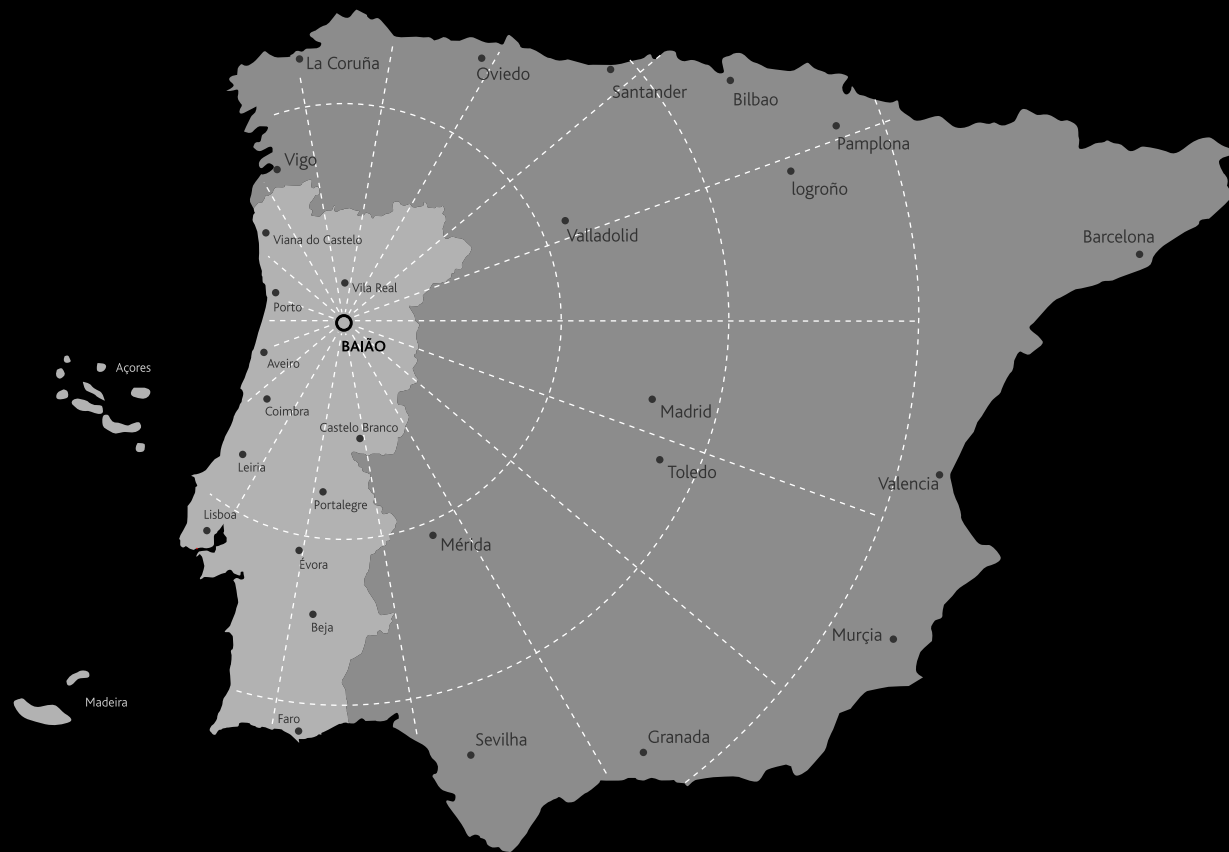 La Coruña
Oviedo
Santander
Bilbao
Pamplona
Vigo
logroño
Valladolid
Barcelona
Viana do Castelo
Vila Real
Porto
BAIÃO
Aveiro
Açores
Coimbra
Madrid
Castelo Branco
Leiria
Toledo
Valencia
Portalegre
Lisboa
Mérida
Évora
Beja
Murçia
Madeira
Faro
Sevilha
Granada